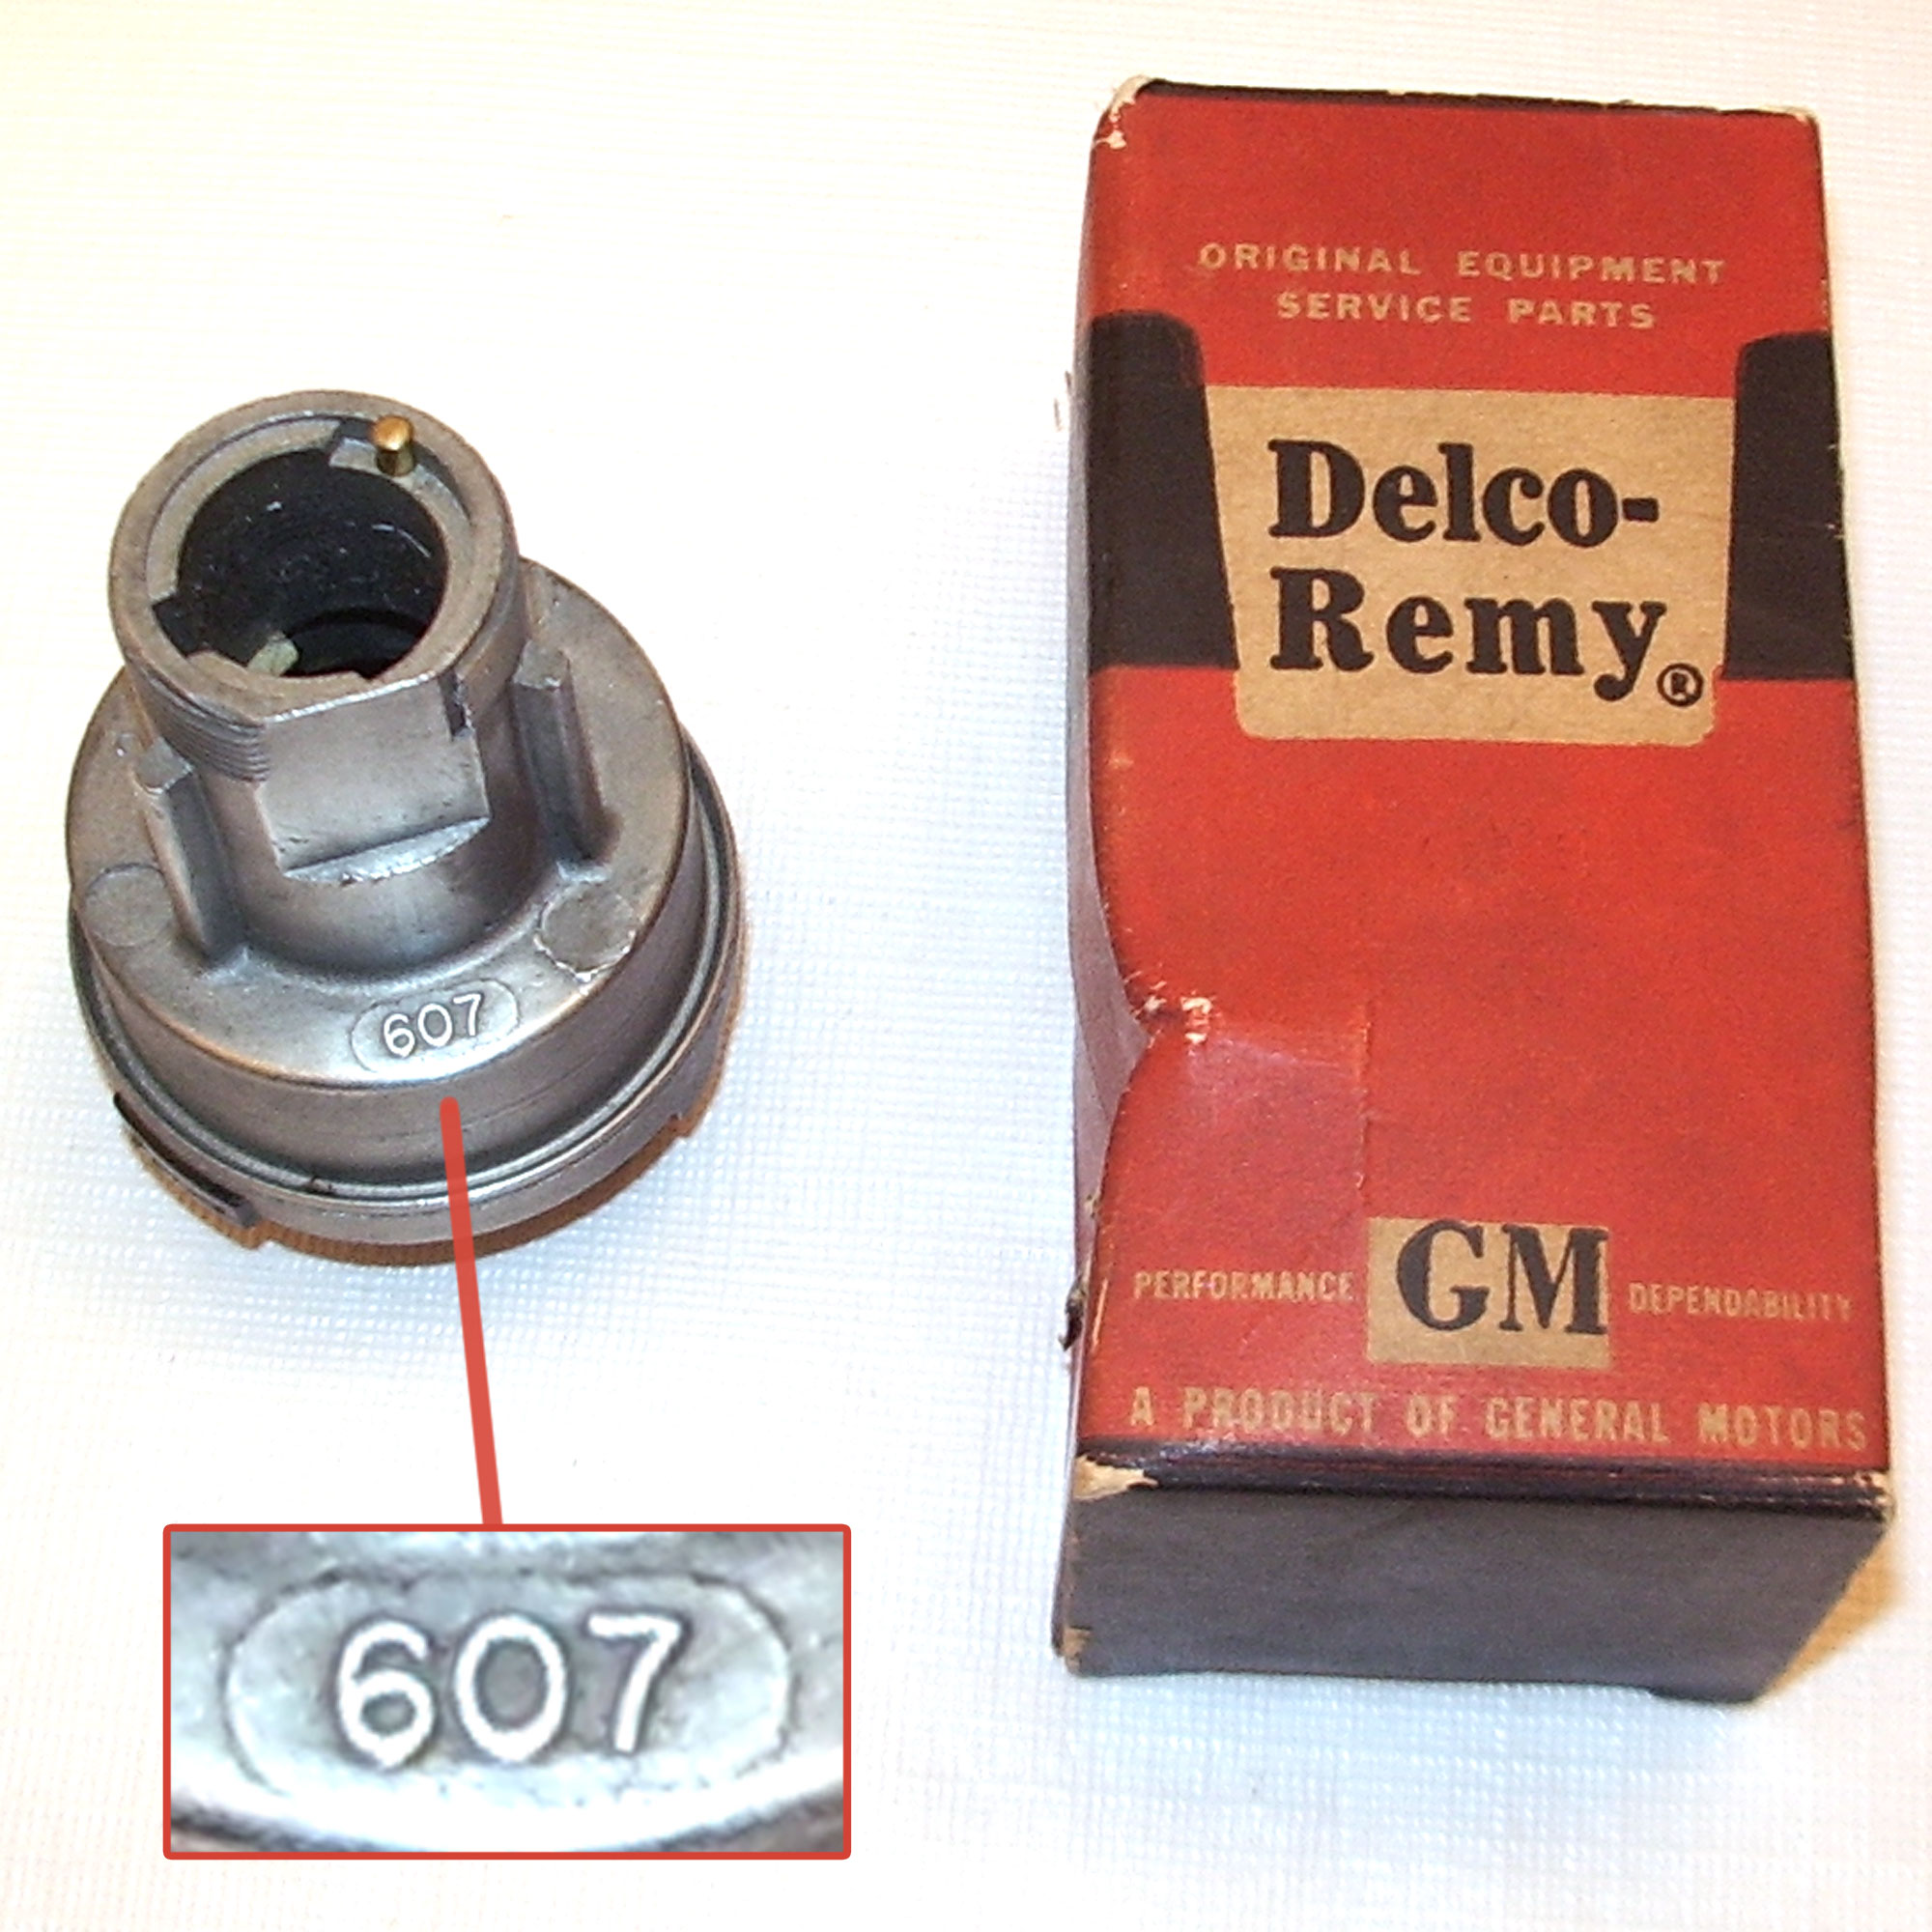 ORIGINAL EQUIPMENT
SERVICE PARTS
Delco-
Remy®
607
PERFORMANCE GM DEPENDABILITY
A PRODUCT OF GENERAL MOTORS
607